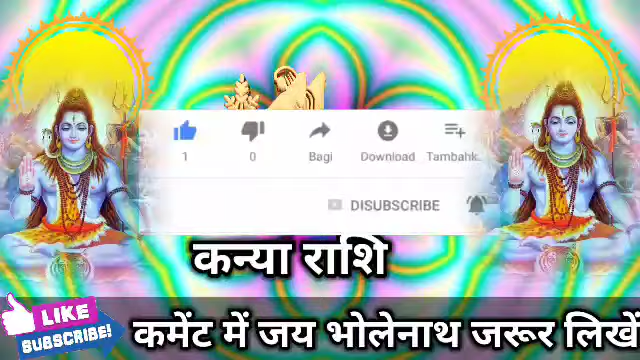 1 0 Bagi Download Tambahk
DISUBSCRIBE
कन्या राशि
LIKE
SUBSCRIBE!
कमेंट में जय भोलेनाथ जरूर लिखें